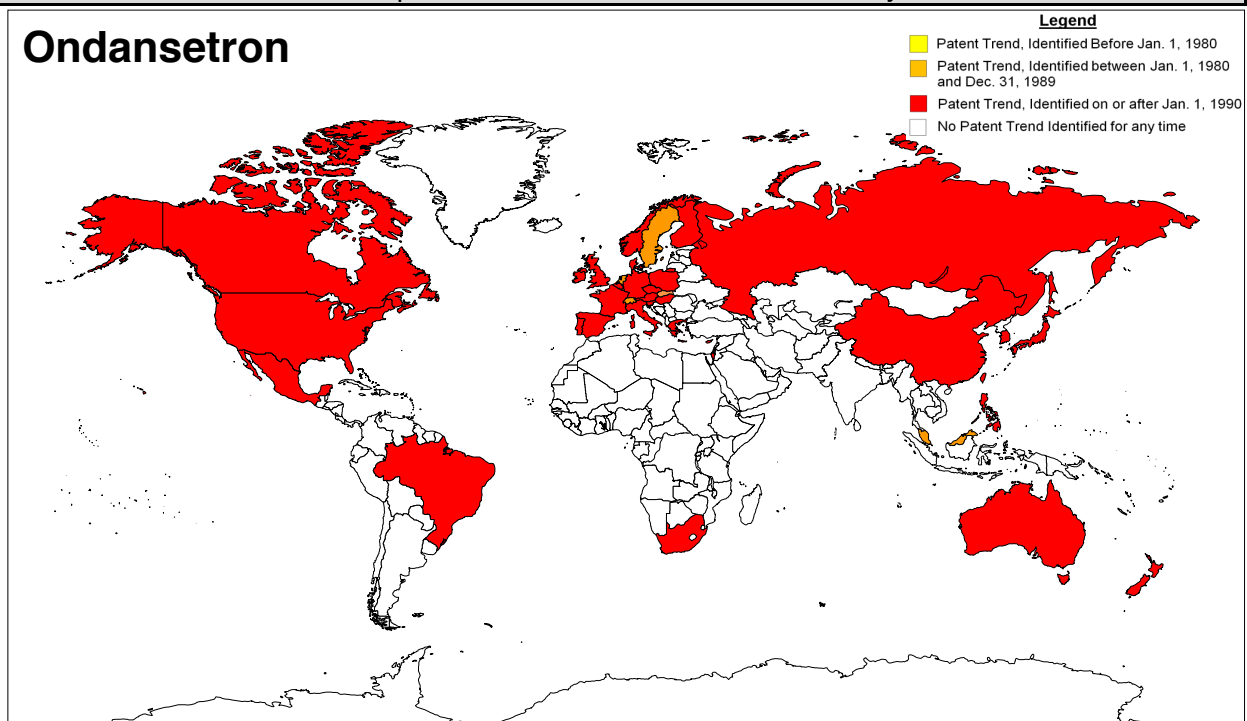 Ondansetron
Legend
Patent Trend, Identified Before Jan. 1, 1980
Patent Trend, Identified between Jan. 1, 1980
and Dec. 31, 1989
Patent Trend, Identified on or after Jan. 1, 1990
No Patent Trend Identified for any time